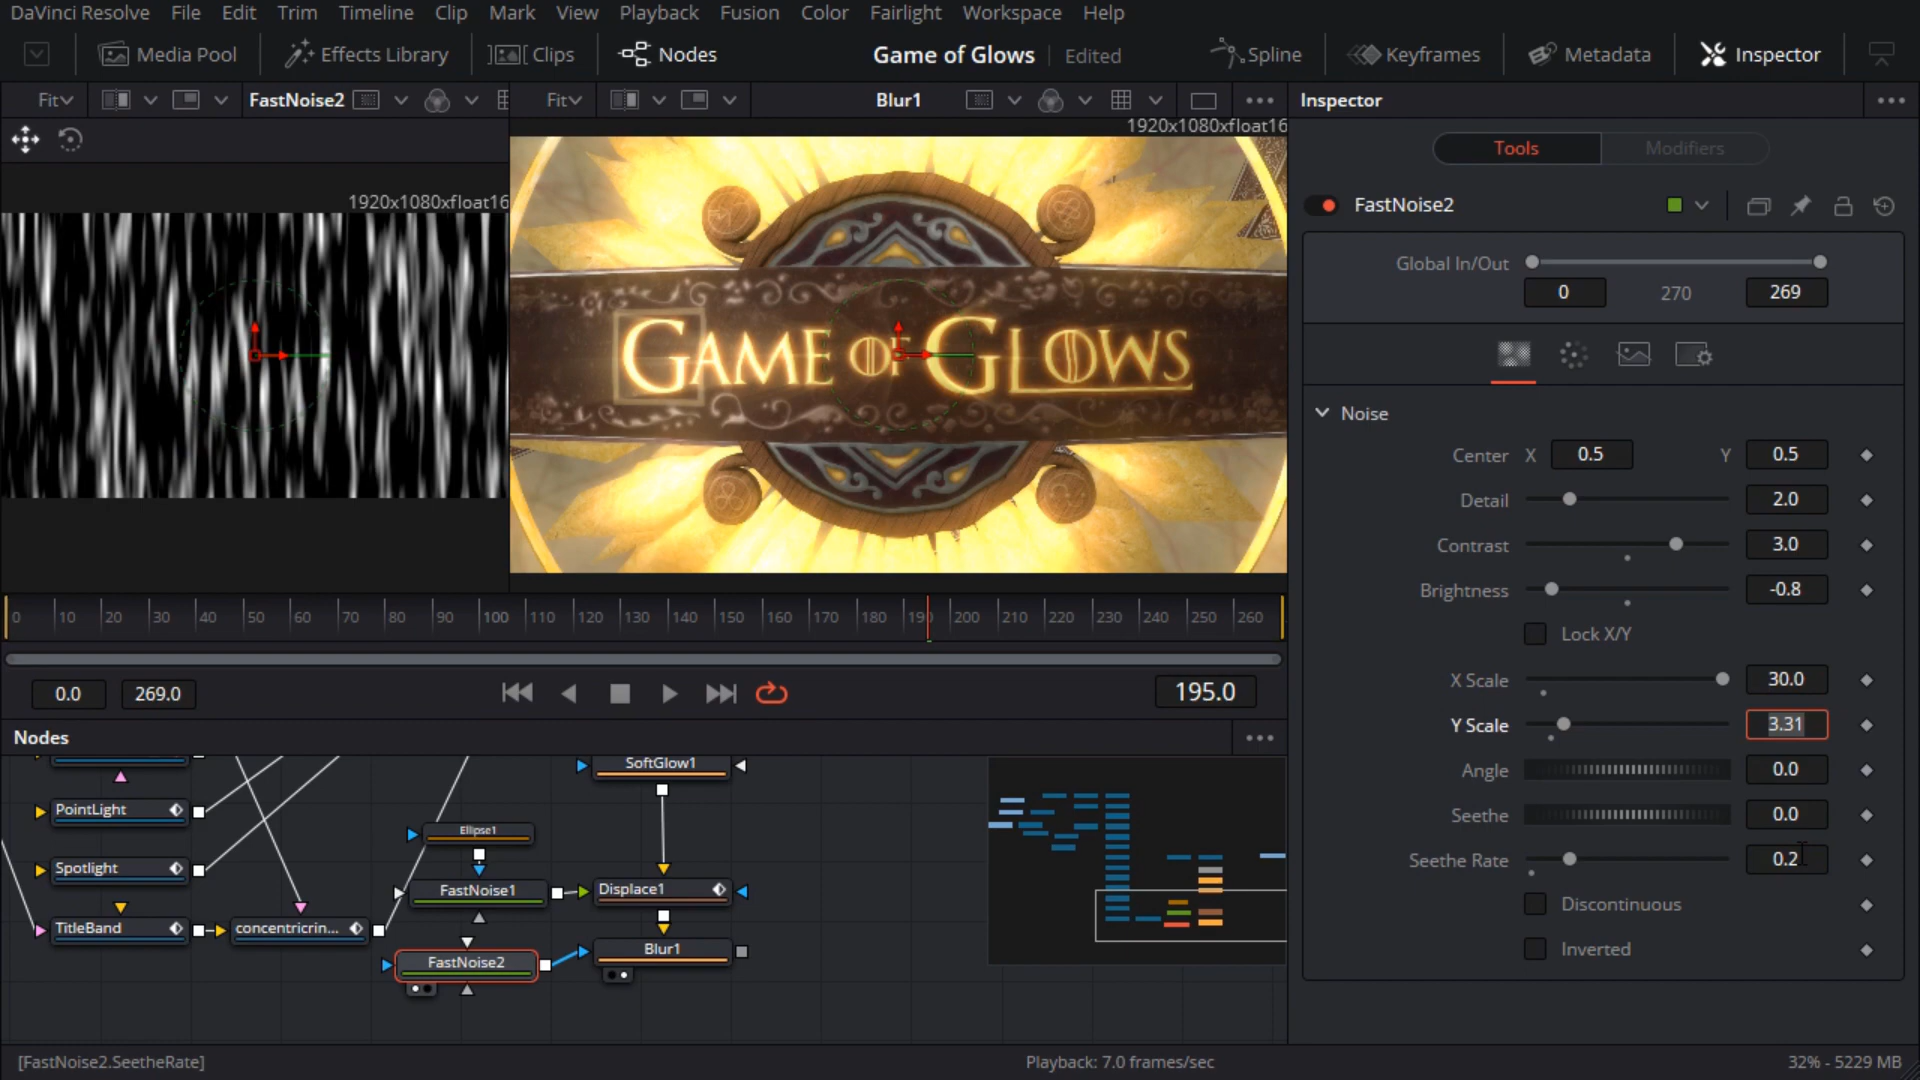 DaVinci Resolve File Edit Trim Timeline Clip Mark View Playback Fusion Color Fairlight Workspace Help
Media Pool Effects Library Clips Nodes Game of Glows Edited Spline Keyframes Metadata Inspector
Fit FastNoise2 Fit Blur1 Inspector
1920x1080xfloat16
1920x1080xfloat16
GAME OF GLOWS
0 10 20 30 40 50 60 70 80 90 100 110 120 130 140 150 160 170 180 190 200 210 220 230 240 250 260
0.0 269.0 195.0
Nodes
SoftGlow1
PointLight
Ellipse1
Spotlight
FastNoise1 Displace1
TitleBand concentricrin...
FastNoise2 Blur1
Tools Modifiers
FastNoise2
Global In/Out
0 270 269
Noise
Center X 0.5 Y 0.5
Detail 2.0
Contrast 3.0
Brightness -0.8
Lock X/Y
X Scale 30.0
Y Scale 3.31
Angle 0.0
Seethe 0.0
Seethe Rate 0.2
Discontinuous
Inverted
[FastNoise2.SeetheRate] Playback: 7.0 frames/sec 32% - 5229 MB